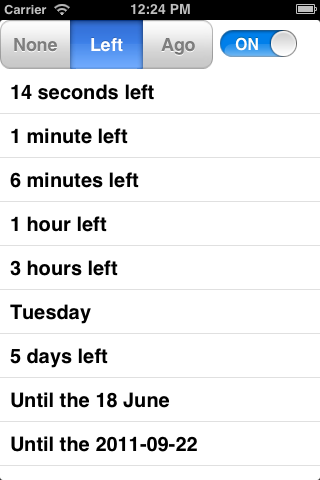 Carrier 12:24 PM
None Left Ago ON
14 seconds left
1 minute left
6 minutes left
1 hour left
3 hours left
Tuesday
5 days left
Until the 18 June
Until the 2011-09-22